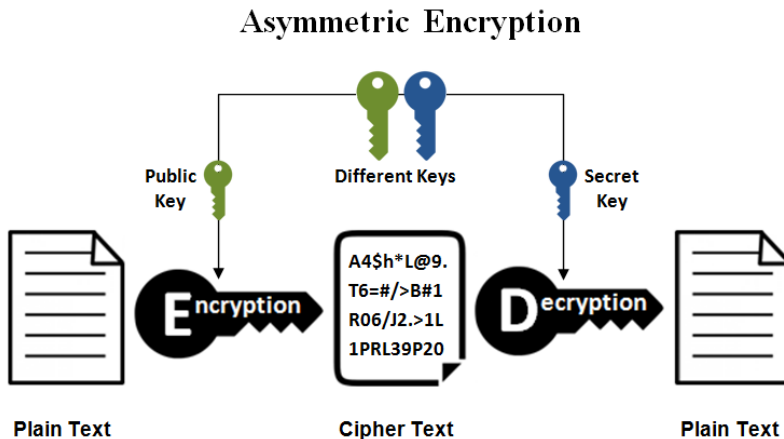 Asymmetric Encryption
Public
Key
Different Keys
Secret
Key
Encryption
A4$h*L@9.
T6=#/>B#1
R06/J2.>1L
1PRL39P20
Decryption
Plain Text
Cipher Text
Plain Text